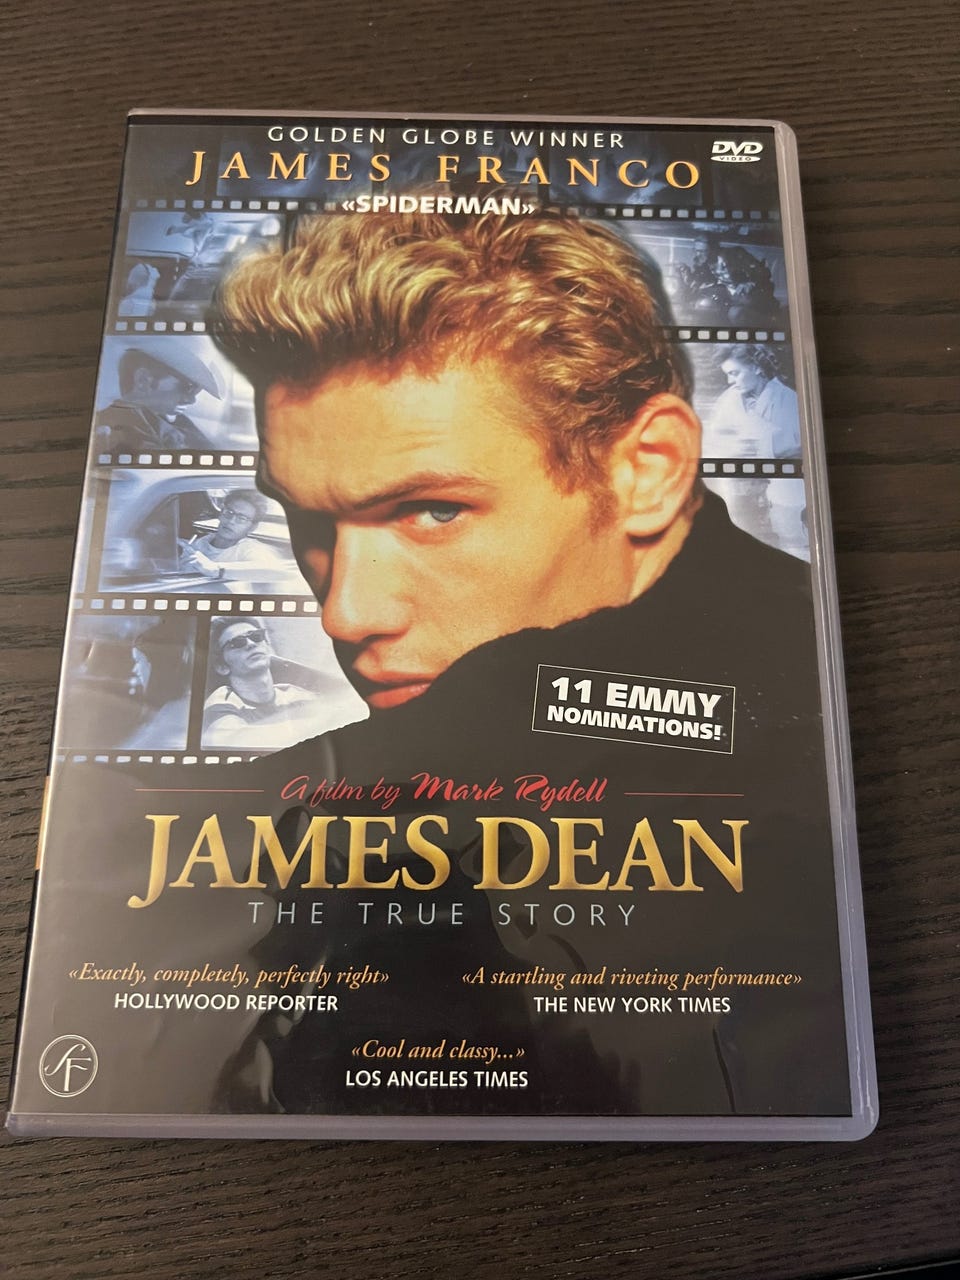 GOLDEN GLOBE WINNER
DVD
VIDEO
JAMES FRANCO
«SPIDERMAN»
11 EMMY
NOMINATIONS!
A film by Mark Rydell
JAMES DEAN
THE TRUE STORY
«Exactly, completely, perfectly right»
HOLLYWOOD REPORTER
«A startling and riveting performance»
THE NEW YORK TIMES
«Cool and classy...»
LOS ANGELES TIMES
SF